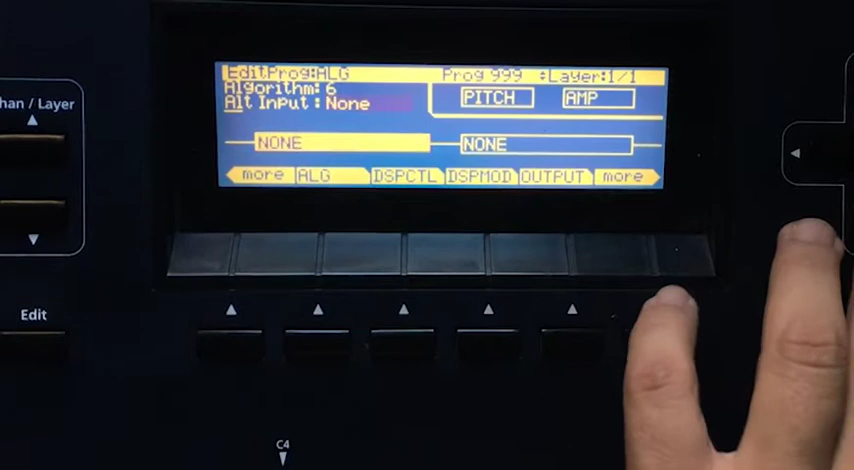 EditProg:ALG Prog 999 Layer:1/1
Algorithm:6
PITCH AMP
Alt Input:None
han / Layer
NONE NONE
more ALG DSPCTL DSPMOD OUTPUT more
Edit
C4